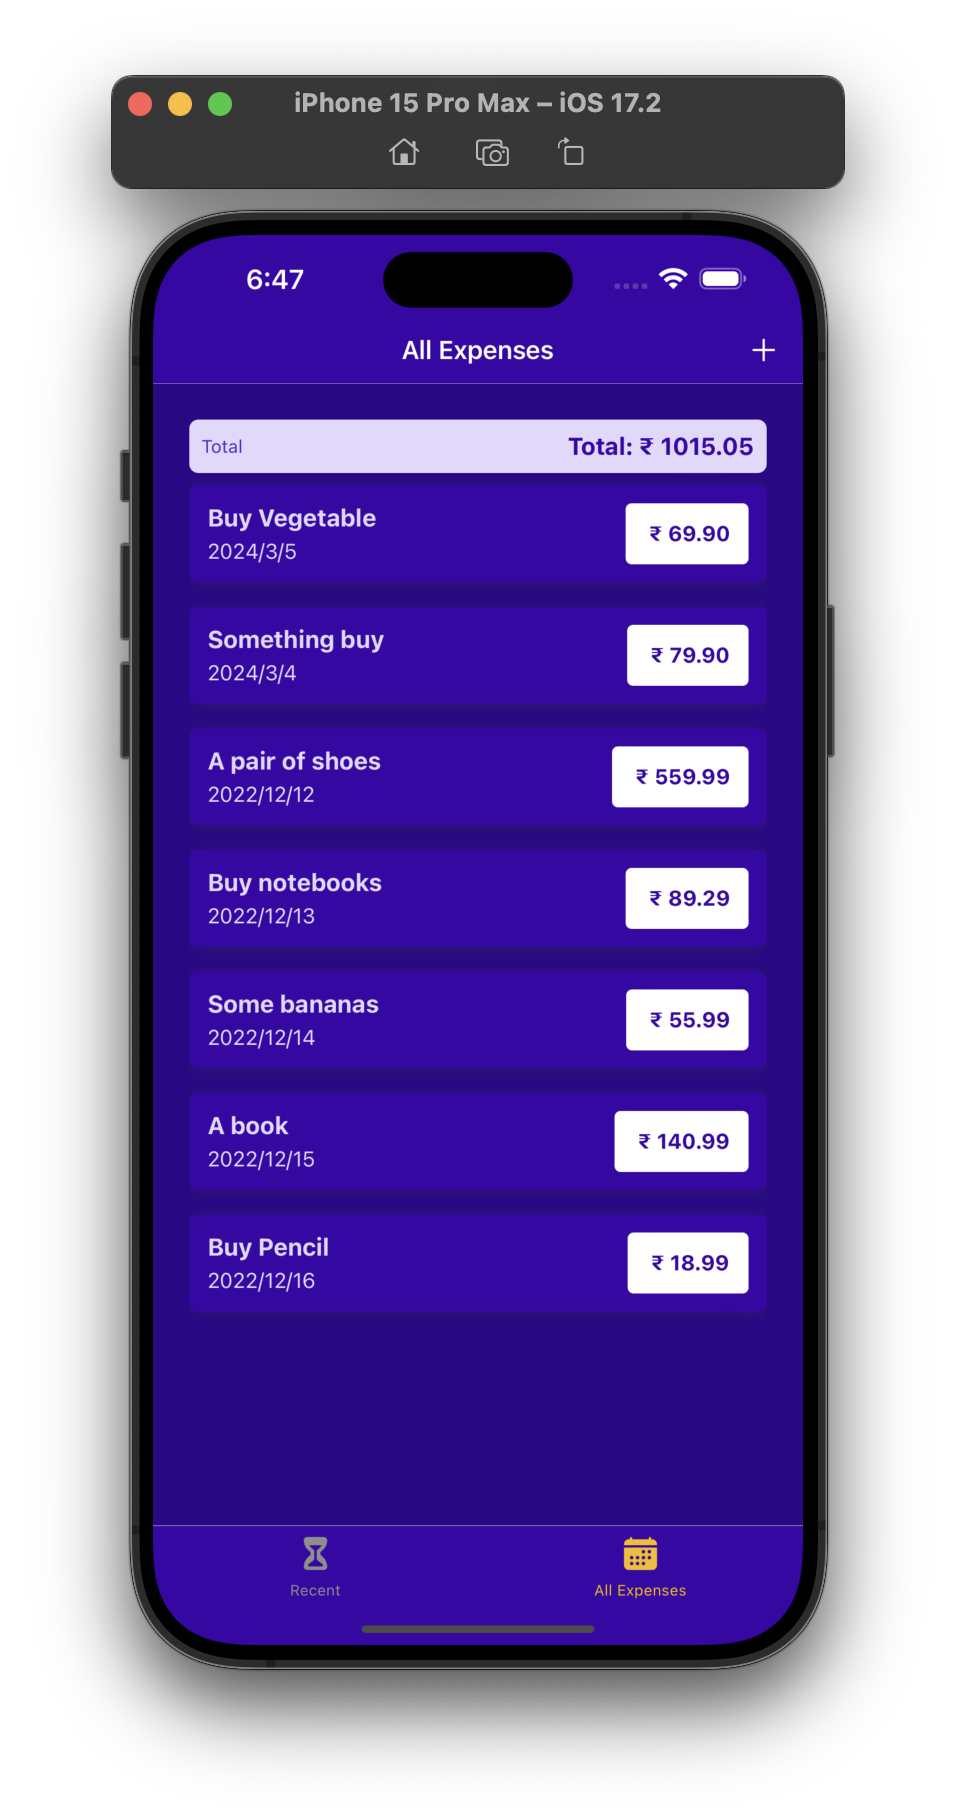 iPhone 15 Pro Max – iOS 17.2
6:47
All Expenses
Total Total: ₹ 1015.05
Buy Vegetable
2024/3/5
₹ 69.90
Something buy
2024/3/4
₹ 79.90
A pair of shoes
2022/12/12
₹ 559.99
Buy notebooks
2022/12/13
₹ 89.29
Some bananas
2022/12/14
₹ 55.99
A book
2022/12/15
₹ 140.99
Buy Pencil
2022/12/16
₹ 18.99
Recent
All Expenses